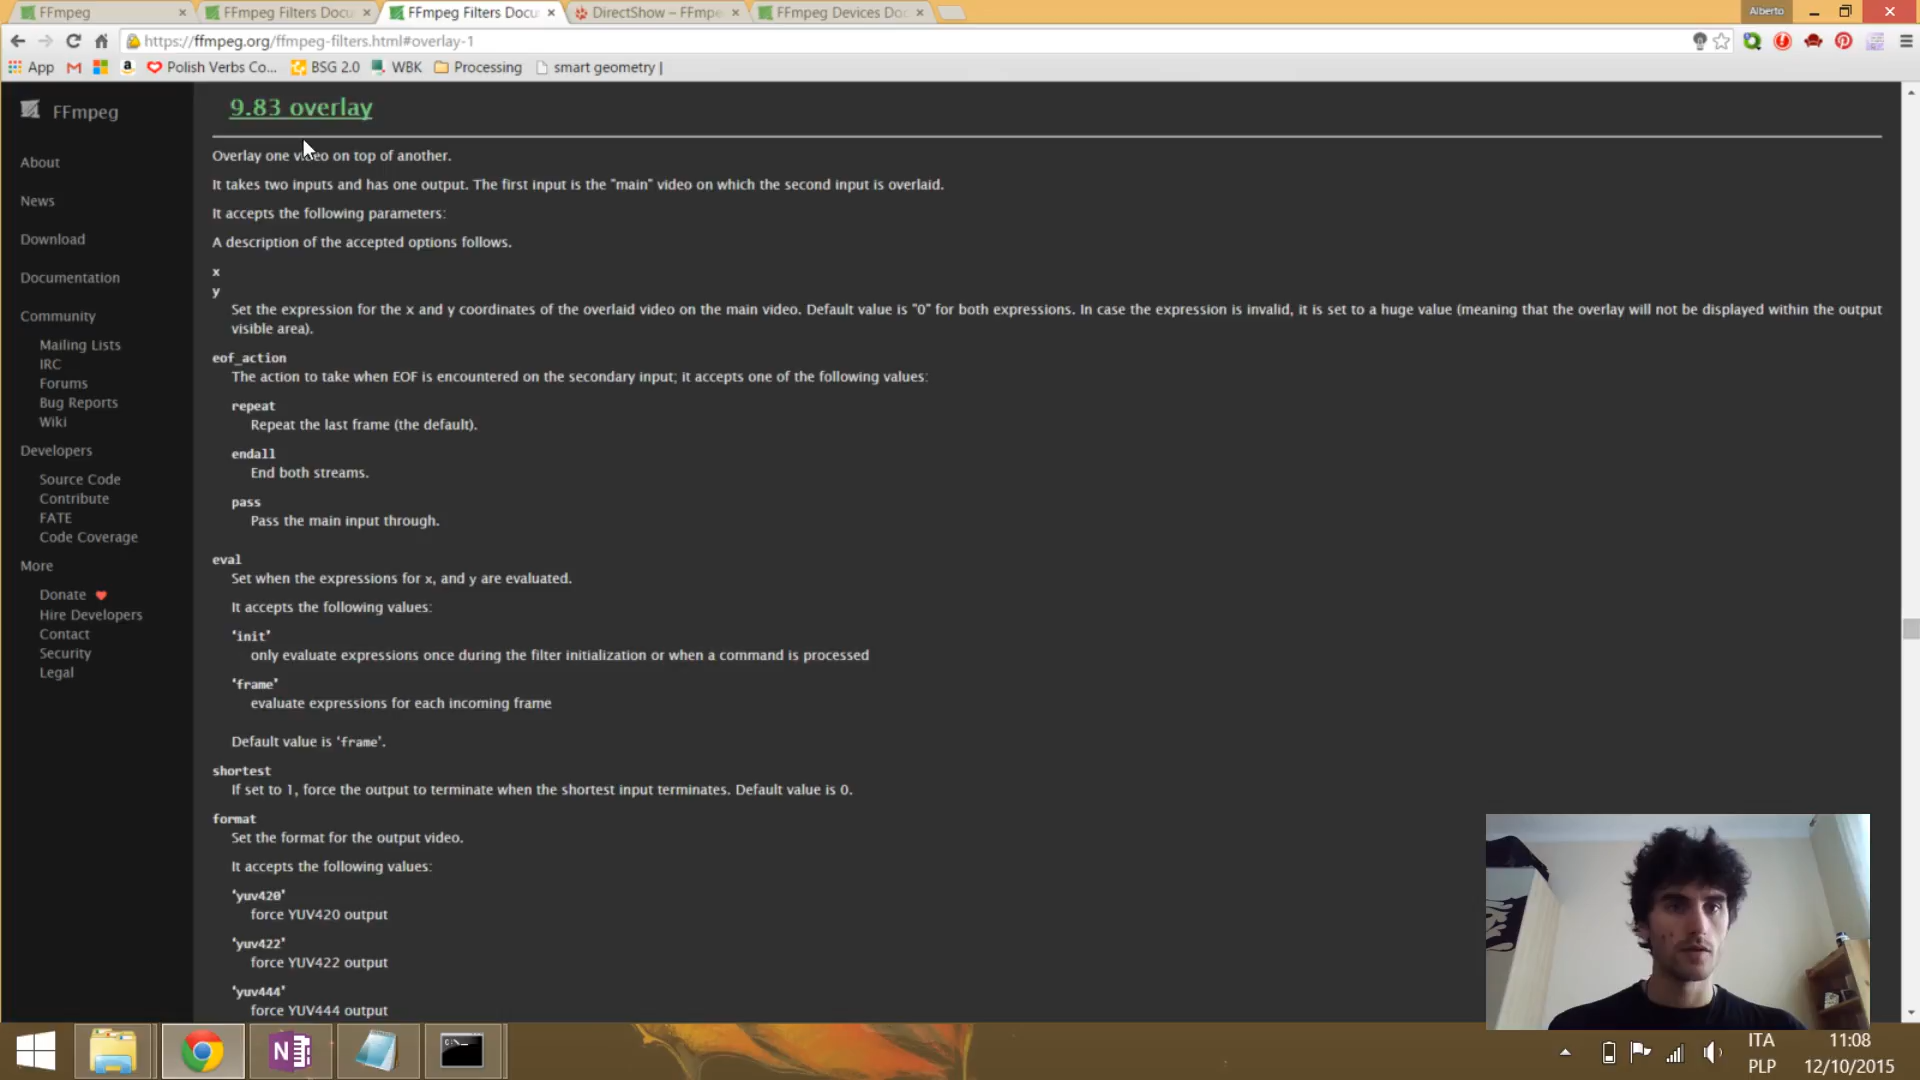 FFmpeg
FFmpeg Filters Docu
FFmpeg Filters Docu
DirectShow – FFmpe
FFmpeg Devices Doc
Alberto
https://ffmpeg.org/ffmpeg-filters.html#overlay-1
App
Polish Verbs Co...
BSG 2.0
WBK
Processing
smart geometry |
FFmpeg
About
News
Download
Documentation
Community
Mailing Lists
IRC
Forums
Bug Reports
Wiki
Developers
Source Code
Contribute
FATE
Code Coverage
More
Donate
Hire Developers
Contact
Security
Legal
9.83 overlay
Overlay one video on top of another.
It takes two inputs and has one output. The first input is the "main" video on which the second input is overlaid.
It accepts the following parameters:
A description of the accepted options follows.
x
y
Set the expression for the x and y coordinates of the overlaid video on the main video. Default value is "0" for both expressions. In case the expression is invalid, it is set to a huge value (meaning that the overlay will not be displayed within the output
visible area).
eof_action
The action to take when EOF is encountered on the secondary input; it accepts one of the following values:
repeat
Repeat the last frame (the default).
endall
End both streams.
pass
Pass the main input through.
eval
Set when the expressions for x, and y are evaluated.
It accepts the following values:
‘init’
only evaluate expressions once during the filter initialization or when a command is processed
‘frame’
evaluate expressions for each incoming frame
Default value is ‘frame’.
shortest
If set to 1, force the output to terminate when the shortest input terminates. Default value is 0.
format
Set the format for the output video.
It accepts the following values:
‘yuv420’
force YUV420 output
‘yuv422’
force YUV422 output
‘yuv444’
force YUV444 output
ITA
PLP
11:08
12/10/2015